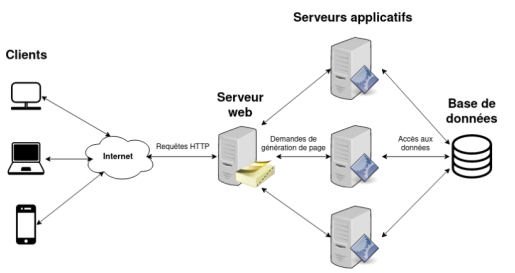 Serveurs applicatifs
Clients
Serveur
web
Base de
données
Internet
Requêtes HTTP
Demandes de
génération de page
Accès aux
données